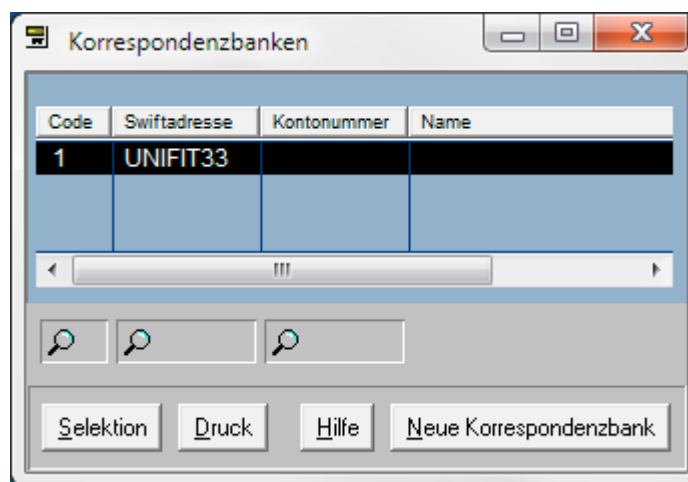 Korrespondenzbanken
Code Swiftadresse Kontonummer Name
1 UNIFIT33
Selektion Druck Hilfe Neue Korrespondenzbank